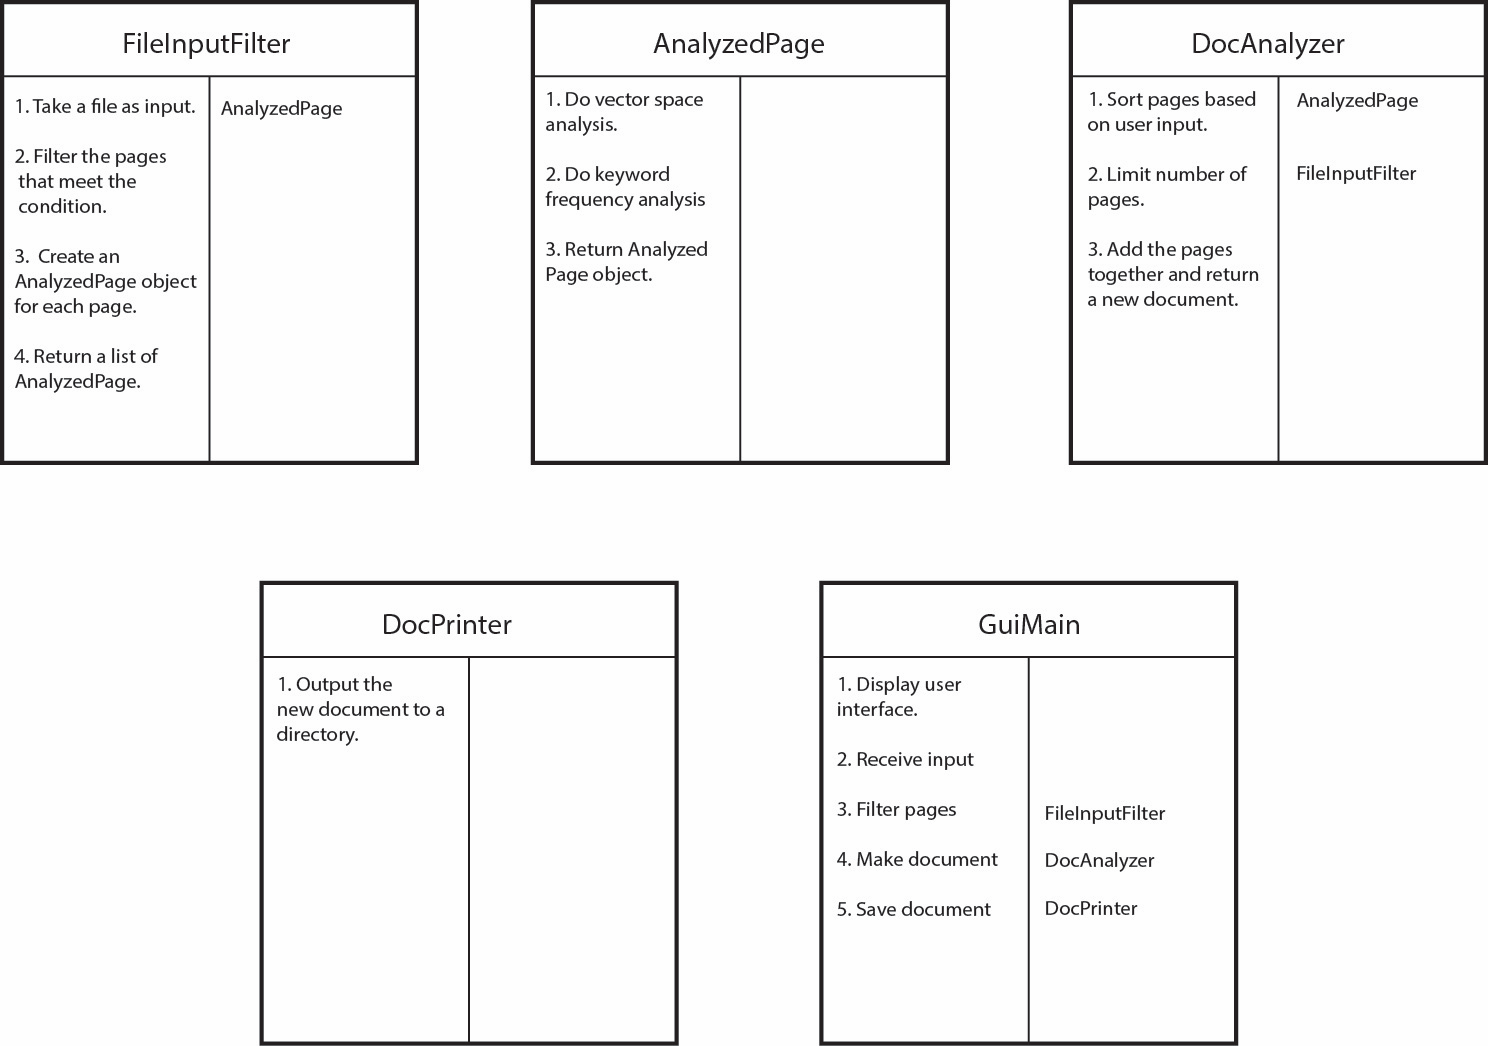 FileInputFilter
1. Take a file as input.
2. Filter the pages
that meet the
condition.
3. Create an
AnalyzedPage object
for each page.
4. Return a list of
AnalyzedPage.
AnalyzedPage
AnalyzedPage
1. Do vector space
analysis.
2. Do keyword
frequency analysis
3. Return Analyzed
Page object.
DocAnalyzer
1. Sort pages based
on user input.
2. Limit number of
pages.
3. Add the pages
together and return
a new document.
AnalyzedPage
FileInputFilter
DocPrinter
1. Output the
new document to a
directory.
GuiMain
1. Display user
interface.
2. Receive input
3. Filter pages
4. Make document
5. Save document
FileInputFilter
DocAnalyzer
DocPrinter